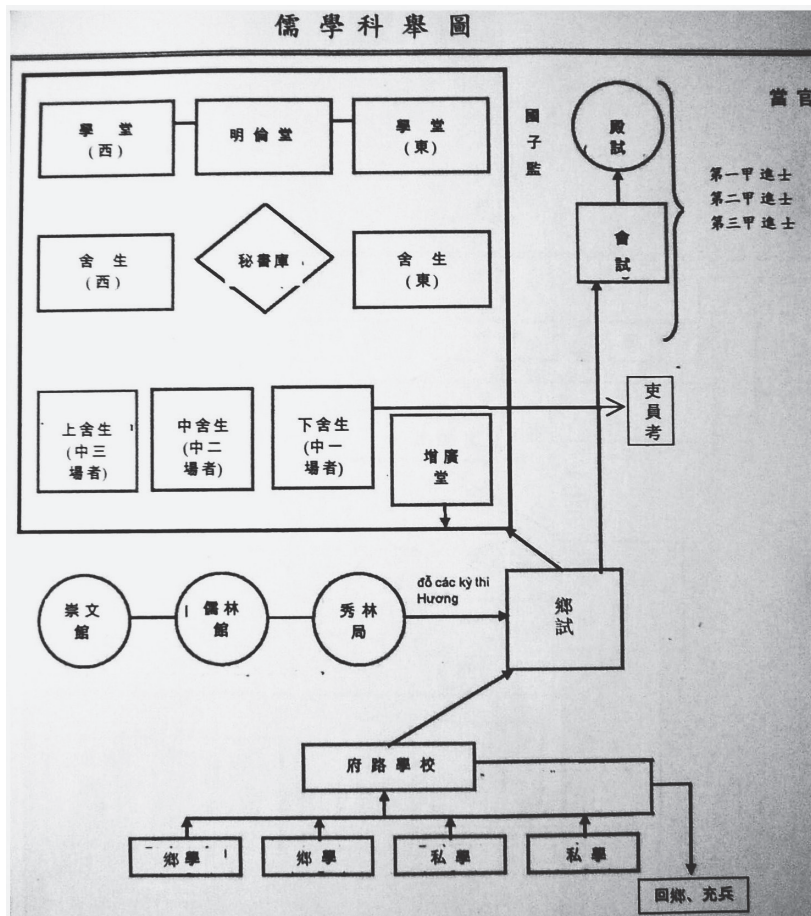 儒學科舉圖
當官
學堂
(西)
明倫堂
學堂
(東)
國子監
殿試
第一甲進士
第二甲進士
第三甲進士
會試
舍生
(西)
秘書庫
舍生
(東)
吏員考
上舍生
(中三
場者)
中舍生
(中二
場者)
下舍生
(中一
場者)
增廣
堂
崇文
館
儒林
館
秀林
局
đỗ các kỳ thi
Hương
鄉試
府路學校
鄉學
鄉學
私學
私學
回鄉、充兵